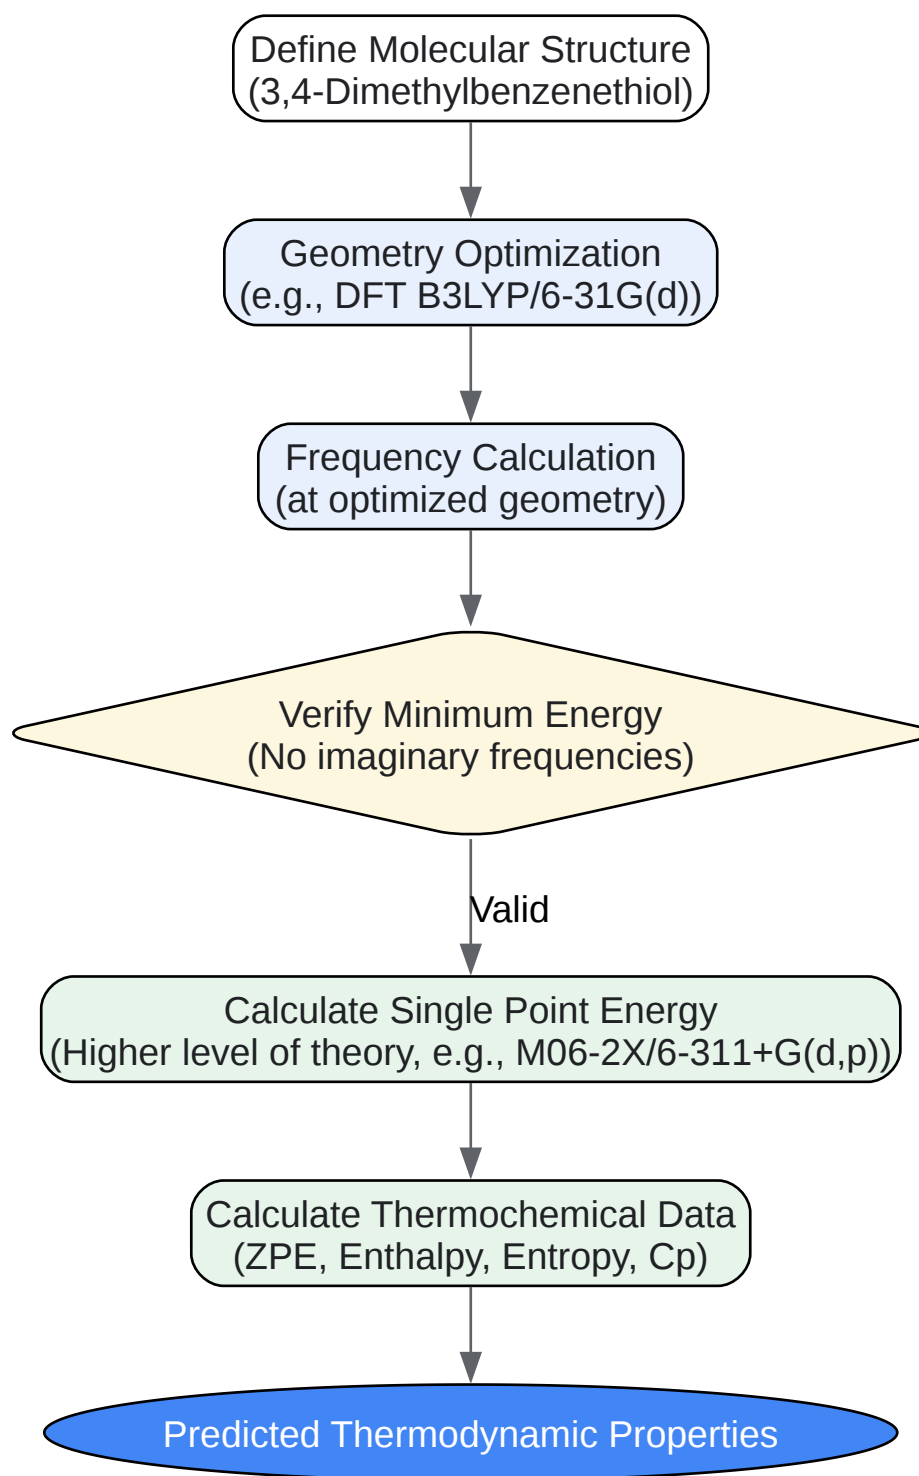 Define Molecular Structure
(3,4-Dimethylbenzenethiol)
Geometry Optimization
(e.g., DFT B3LYP/6-31G(d))
Frequency Calculation
(at optimized geometry)
Verify Minimum Energy
(No imaginary frequencies)
Valid
Calculate Single Point Energy
(Higher level of theory, e.g., M06-2X/6-311+G(d,p))
Calculate Thermochemical Data
(ZPE, Enthalpy, Entropy, Cp)
Predicted Thermodynamic Properties